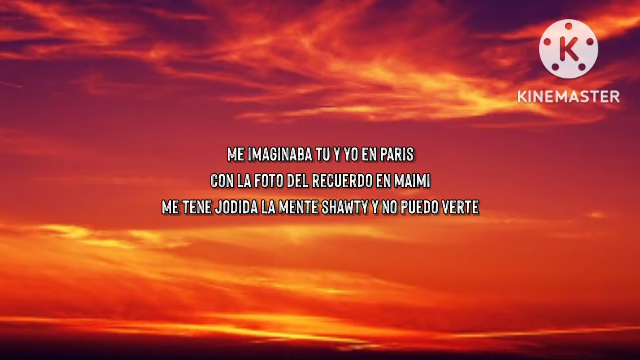 K
KINEMASTER
ME IMAGINABA TU Y YO EN PARIS
CON LA FOTO DEL RECUERDO EN MAIMI
ME TENE JODIDA LA MENTE SHAWTY Y NO PUEDO VERTE